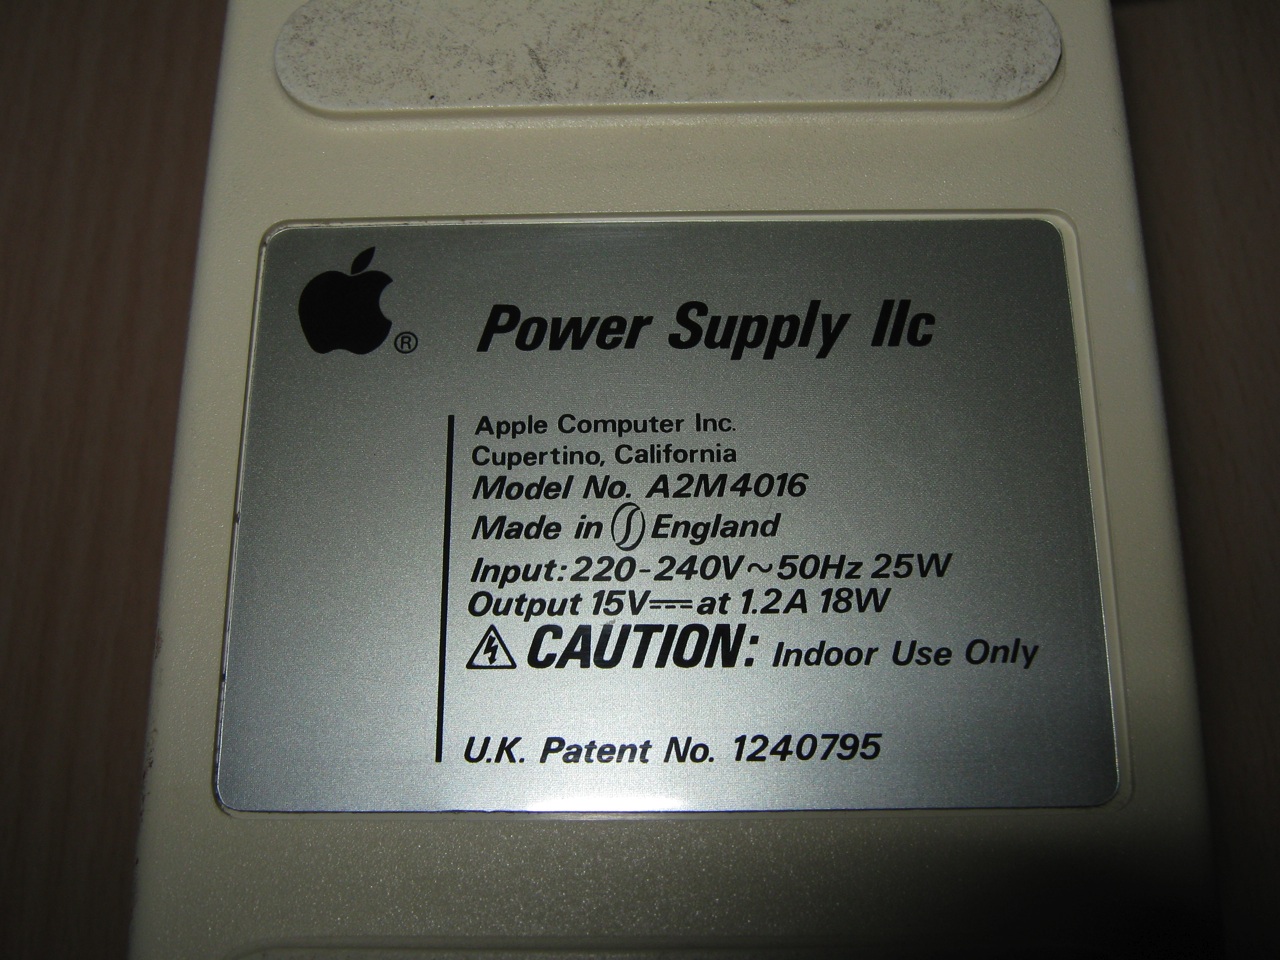 ®
Power Supply IIc
Apple Computer Inc.
Cupertino, California
Model No. A2M4016
Made in England
Input: 220-240V~50Hz 25W
Output 15V⎓at 1.2A 18W
CAUTION: Indoor Use Only
U.K. Patent No. 1240795